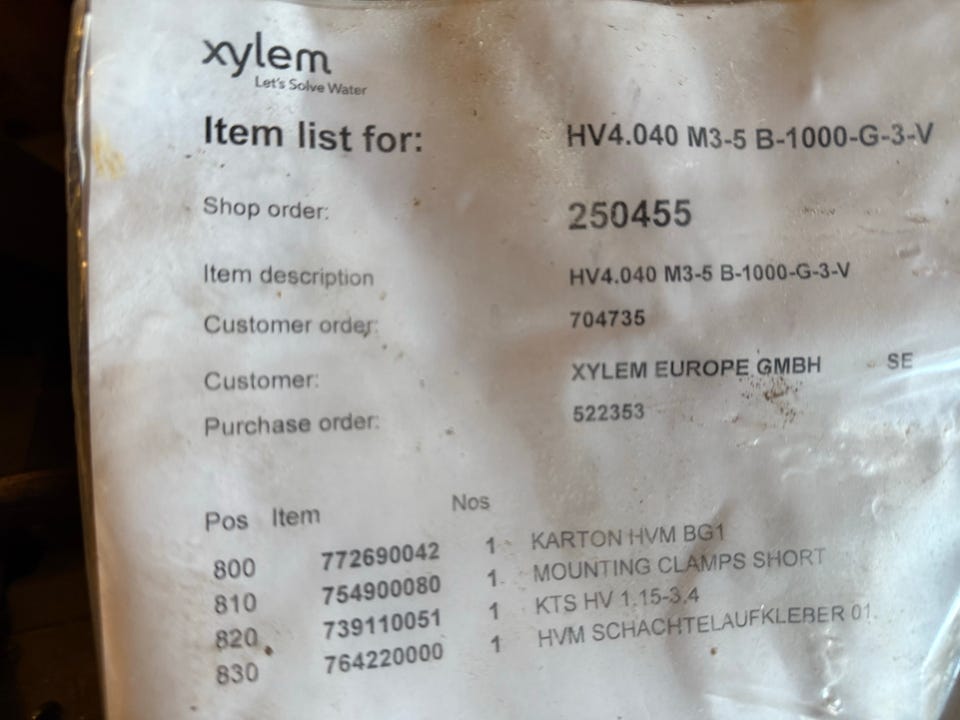 xylem
Let's Solve Water
Item list for: HV4.040 M3-5 B-1000-G-3-V
Shop order: 250455
Item description HV4.040 M3-5 B-1000-G-3-V
Customer order: 704735
Customer: XYLEM EUROPE GMBH SE
Purchase order: 522353
Pos Item Nos
800 772690042 1 KARTON HVM BG1
810 754900080 1 MOUNTING CLAMPS SHORT
820 739110051 1 KTS HV 1.15-3.4
830 764220000 1 HVM SCHACHTELAUFKLEBER 01